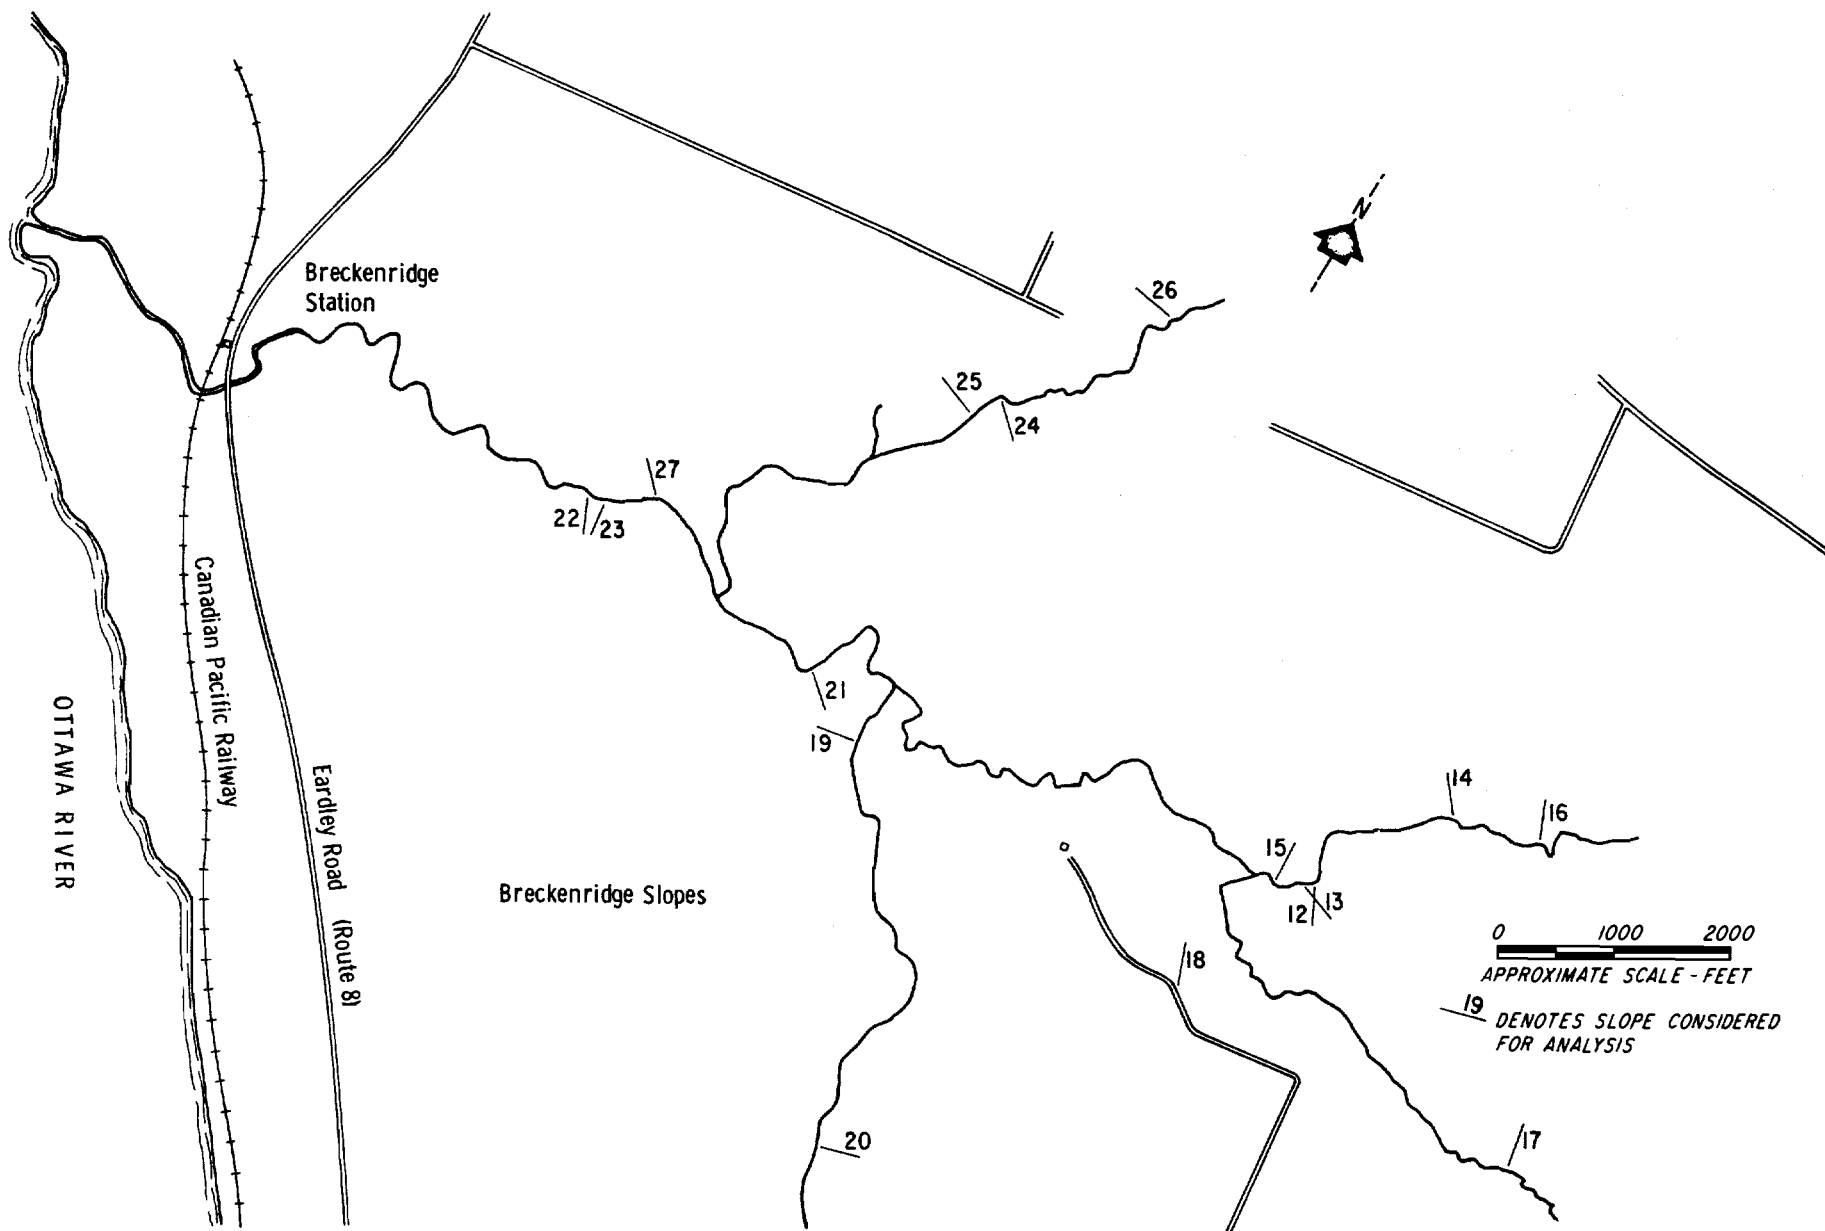 N
Breckenridge
Station
26
25
24
27
22
23
21
19
Canadian Pacific Railway
OTTAWA RIVER
Eardley Road (Route 8)
14
16
15
12
13
Breckenridge Slopes
18
0 1000 2000
APPROXIMATE SCALE - FEET
19 DENOTES SLOPE CONSIDERED
FOR ANALYSIS
20
17